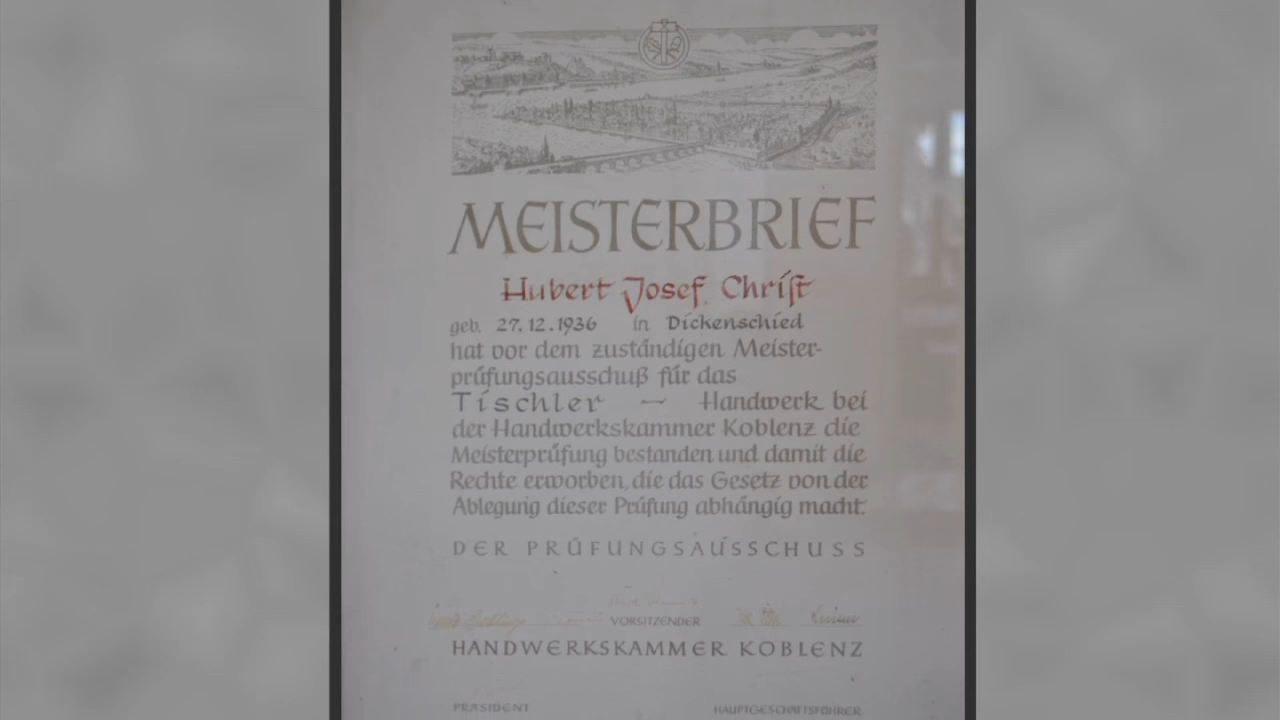 MEISTERBRIEF
Hubert Josef Christ
geb. 27.12.1936 in Dickenschied
hat vor dem zuständigen Meister-
prüfungsausschuß für das
Tischler — Handwerk bei
der Handwerkskammer Koblenz die
Meisterprüfung bestanden und damit die
Rechte erworben, die das Gesetz von der
Ablegung dieser Prüfung abhängig macht.
DER PRÜFUNGSAUSSCHUSS
VORSITZENDER
HANDWERKSKAMMER KOBLENZ
PRÄSIDENT HAUPTGESCHÄFTSFÜHRER